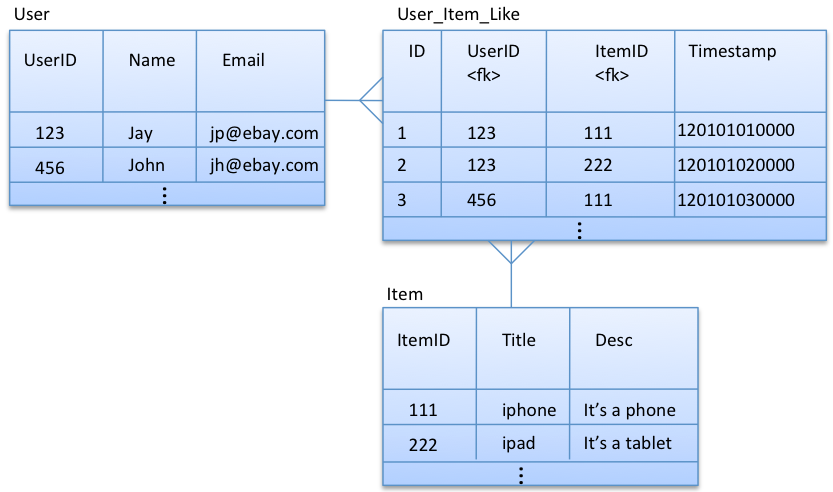 User
UserID Name Email
123 Jay jp@ebay.com
456 John jh@ebay.com
User_Item_Like
ID UserID ItemID Timestamp
<fk> <fk>
1 123 111 120101010000
2 123 222 120101020000
3 456 111 120101030000
Item
ItemID Title Desc
111 iphone It's a phone
222 ipad It's a tablet